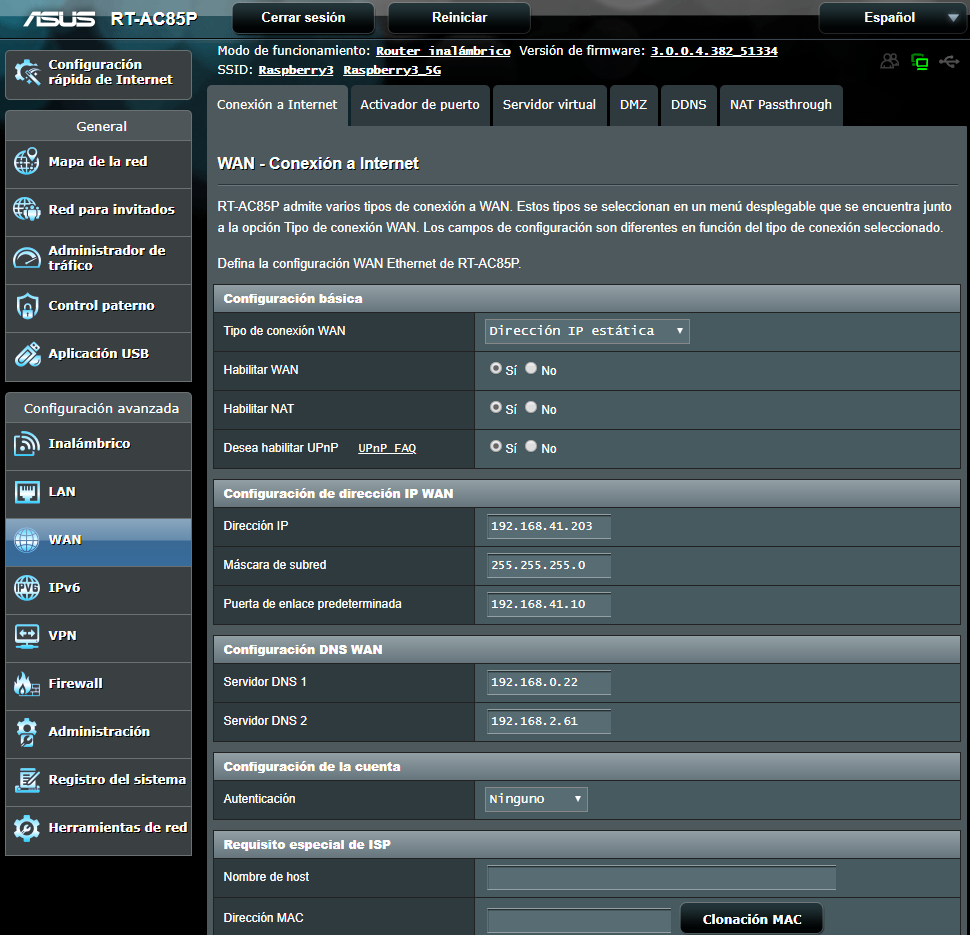 ASUS RT-AC85P Cerrar sesión Reiniciar Español
Modo de funcionamiento: Router inalámbrico Versión de firmware: 3.0.0.4.382_51334
SSID: Raspberry3 Raspberry3_5G
Configuración
rápida de Internet
General
Mapa de la red
Red para invitados
Administrador de
tráfico
Control paterno
Aplicación USB
Configuración avanzada
Inalámbrico
LAN
WAN
IPv6
VPN
Firewall
Administración
Registro del sistema
Herramientas de red
Conexión a Internet Activador de puerto Servidor virtual DMZ DDNS NAT Passthrough
WAN - Conexión a Internet
RT-AC85P admite varios tipos de conexión a WAN. Estos tipos se seleccionan en un menú desplegable que se encuentra junto
a la opción Tipo de conexión WAN. Los campos de configuración son diferentes en función del tipo de conexión seleccionado.
Defina la configuración WAN Ethernet de RT-AC85P.
Configuración básica
Tipo de conexión WAN Dirección IP estática
Habilitar WAN Sí No
Habilitar NAT Sí No
Desea habilitar UPnP UPnP FAQ Sí No
Configuración de dirección IP WAN
Dirección IP 192.168.41.203
Máscara de subred 255.255.255.0
Puerta de enlace predeterminada 192.168.41.10
Configuración DNS WAN
Servidor DNS 1 192.168.0.22
Servidor DNS 2 192.168.2.61
Configuración de la cuenta
Autenticación Ninguno
Requisito especial de ISP
Nombre de host
Dirección MAC Clonación MAC